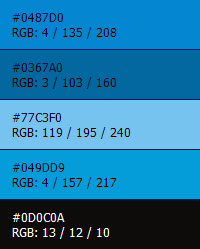 #0487D0
RGB: 4 / 135 / 208
#0367A0
RGB: 3 / 103 / 160
#77C3F0
RGB: 119 / 195 / 240
#049DD9
RGB: 4 / 157 / 217
#0D0C0A
RGB: 13 / 12 / 10